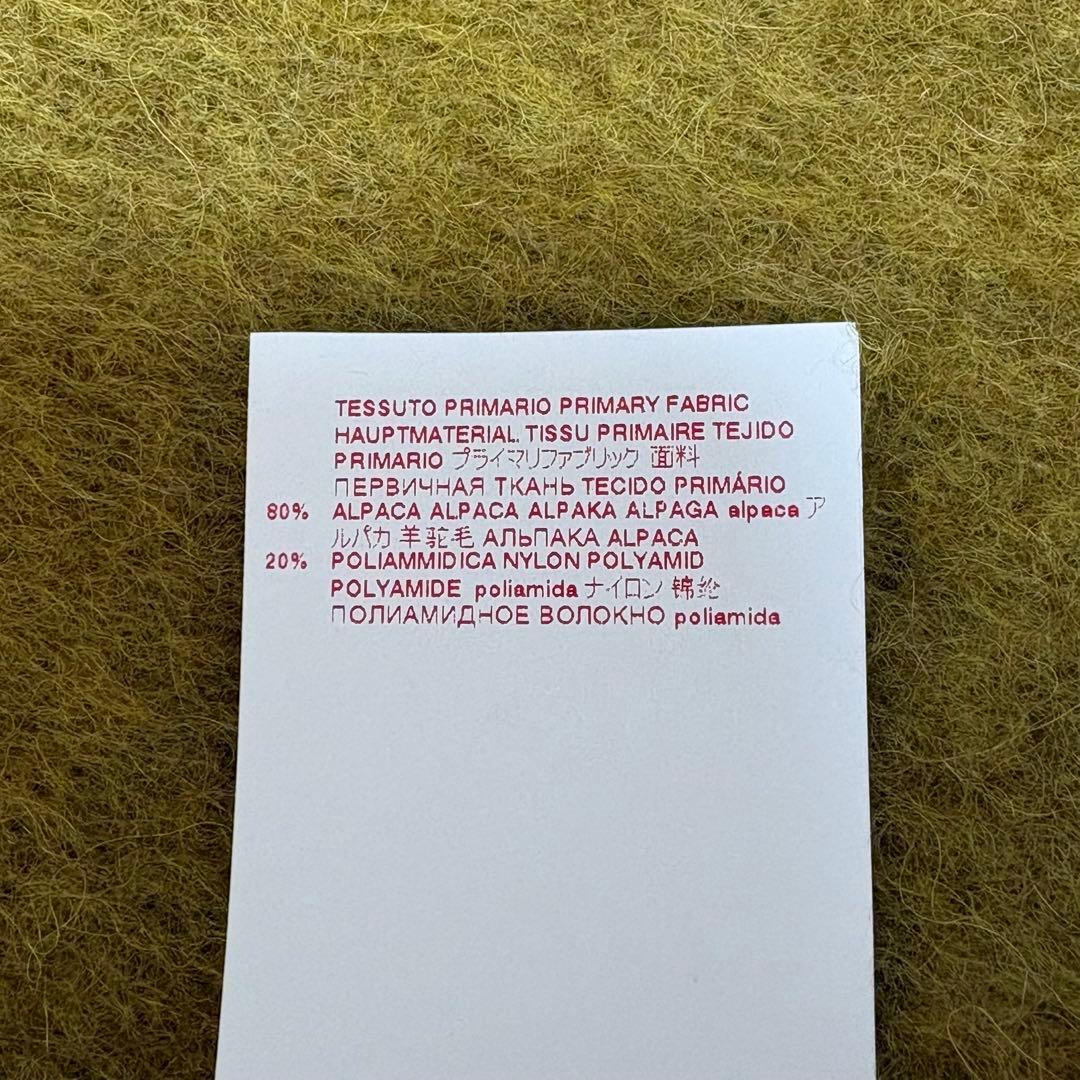 TESSUTO PRIMARIO PRIMARY FABRIC
HAUPTMATERIAL TISSU PRIMAIRE TEJIDO
PRIMARIO プライマリファブリック 面料
ПЕРВИЧНАЯ ТКАНЬ TECIDO PRIMÁRIO
80% ALPACA ALPACA ALPAKA ALPAGA alpaca ア
ルパカ 羊驼毛 АЛЬПАКА ALPACA
20% POLIAMMIDICA NYLON POLYAMID
POLYAMIDE poliamida ナイロン 锦纶
ПОЛИАМИДНОЕ ВОЛОКНО poliamida